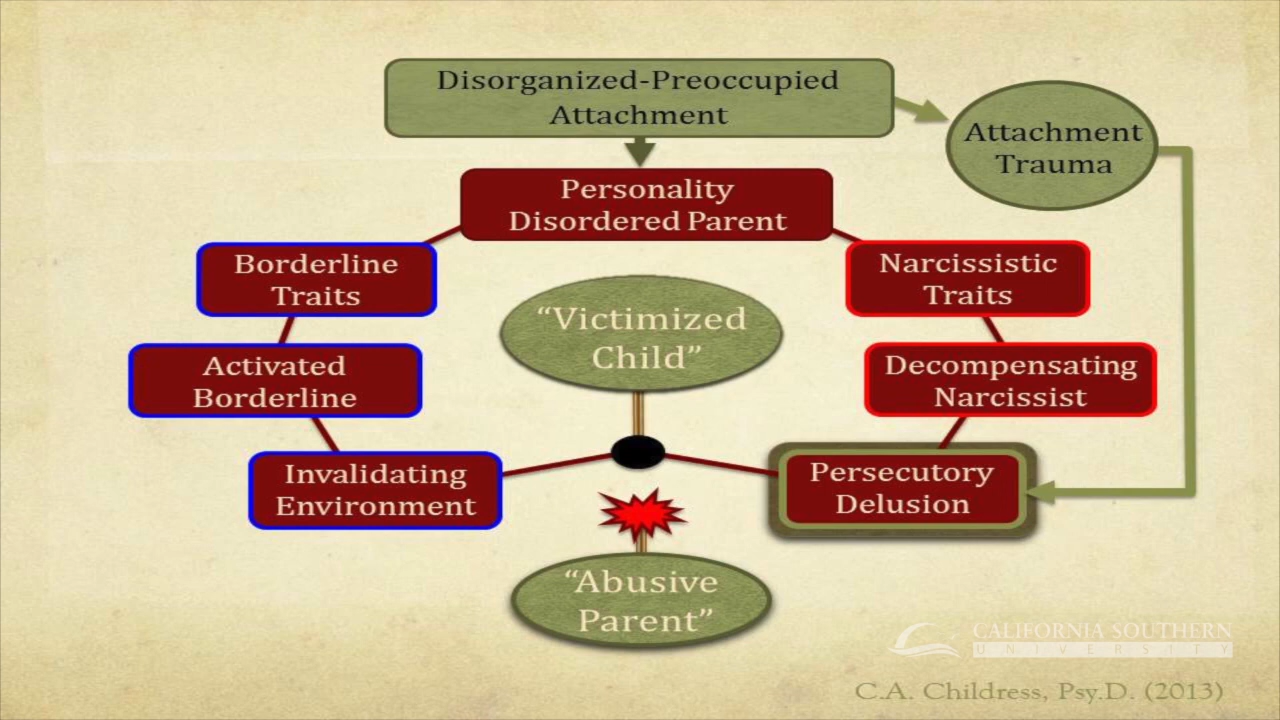 Disorganized-Preoccupied
Attachment
Attachment
Trauma
Personality
Disordered Parent
Borderline
Traits
Narcissistic
Traits
“Victimized
Child”
Activated
Borderline
Decompensating
Narcissist
Invalidating
Environment
Persecutory
Delusion
“Abusive
Parent”
CALIFORNIA SOUTHERN
UNIVERSITY
C.A. Childress, Psy.D. (2013)